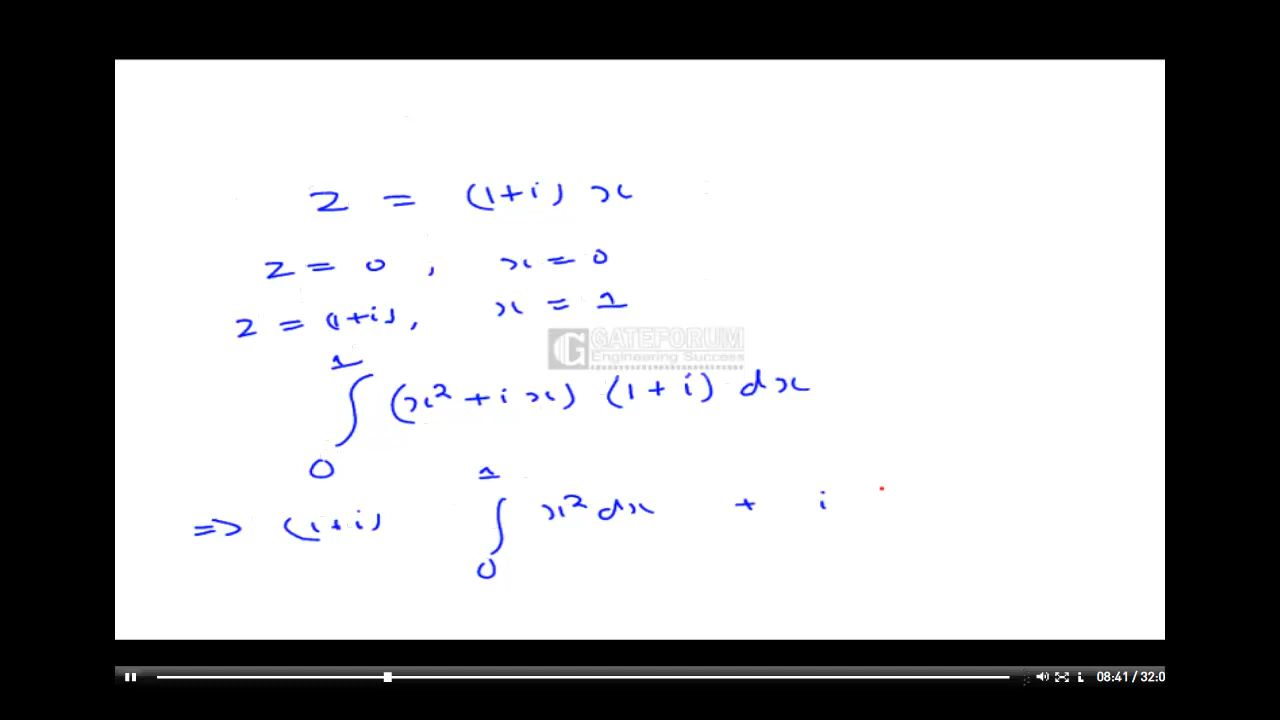 z = (1+i) x
z = 0 , x = 0
z = (1+i), x = 1
GATEFORUM
Engineering Success
1
∫ (x² + i x) (1 + i) dx
0
1
=> (1+i) ∫ x² dx + i
0
08:41 / 32:0